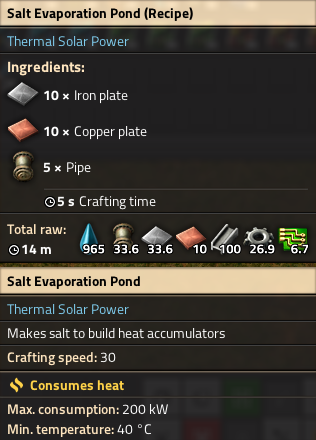 Salt Evaporation Pond (Recipe)
Thermal Solar Power
Ingredients:
10 × Iron plate
10 × Copper plate
5 × Pipe
5 s Crafting time
Total raw:
14 m 965 33.6 33.6 10 100 26.9 6.7
Salt Evaporation Pond
Thermal Solar Power
Makes salt to build heat accumulators
Crafting speed: 30
Consumes heat
Max. consumption: 200 kW
Min. temperature: 40 °C